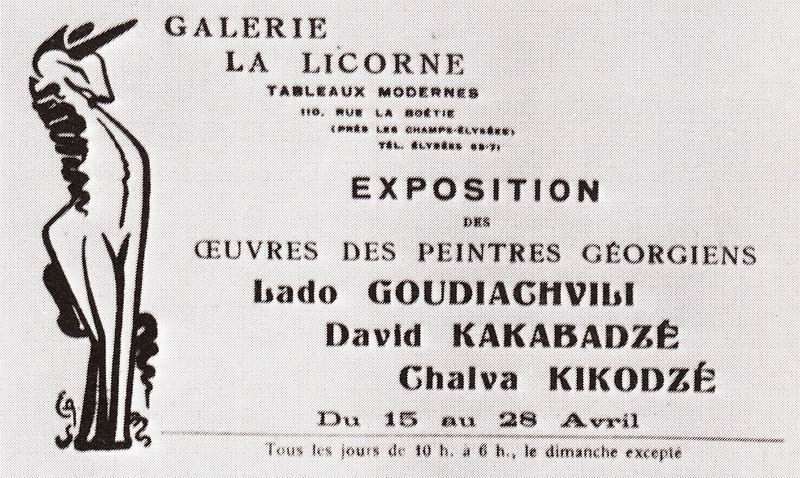 GALERIE
LA LICORNE
TABLEAUX MODERNES
110, RUE LA BOÉTIE
(PRÈS LES CHAMPS-ÉLYSÉES)
TÉL. ÉLYSÉES
EXPOSITION
DES
ŒUVRES DES PEINTRES GÉORGIENS
Lado GOUDIACHVILI
David KAKABADZÉ
Chalva KIKODZÉ
Du 15 au 28 Avril
Tous les jours de 10 h. à 6 h., le dimanche excepté